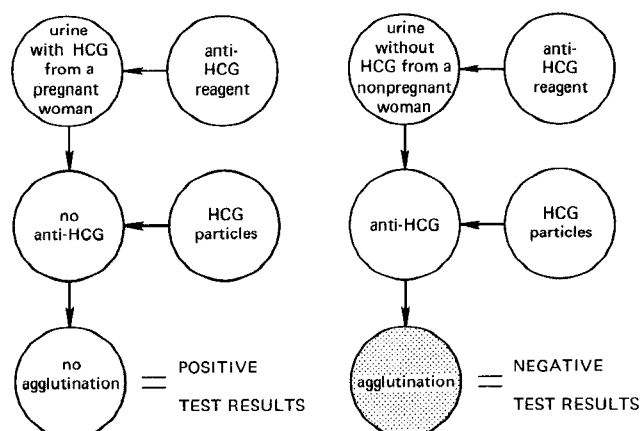 urine
with HCG
from a
pregnant
woman
anti-
HCG
reagent
no
anti-HCG
HCG
particles
no
agglutination
=
POSITIVE
TEST RESULTS
urine
without
HCG from a
nonpregnant
woman
anti-
HCG
reagent
anti-HCG
HCG
particles
agglutination
=
NEGATIVE
TEST RESULTS